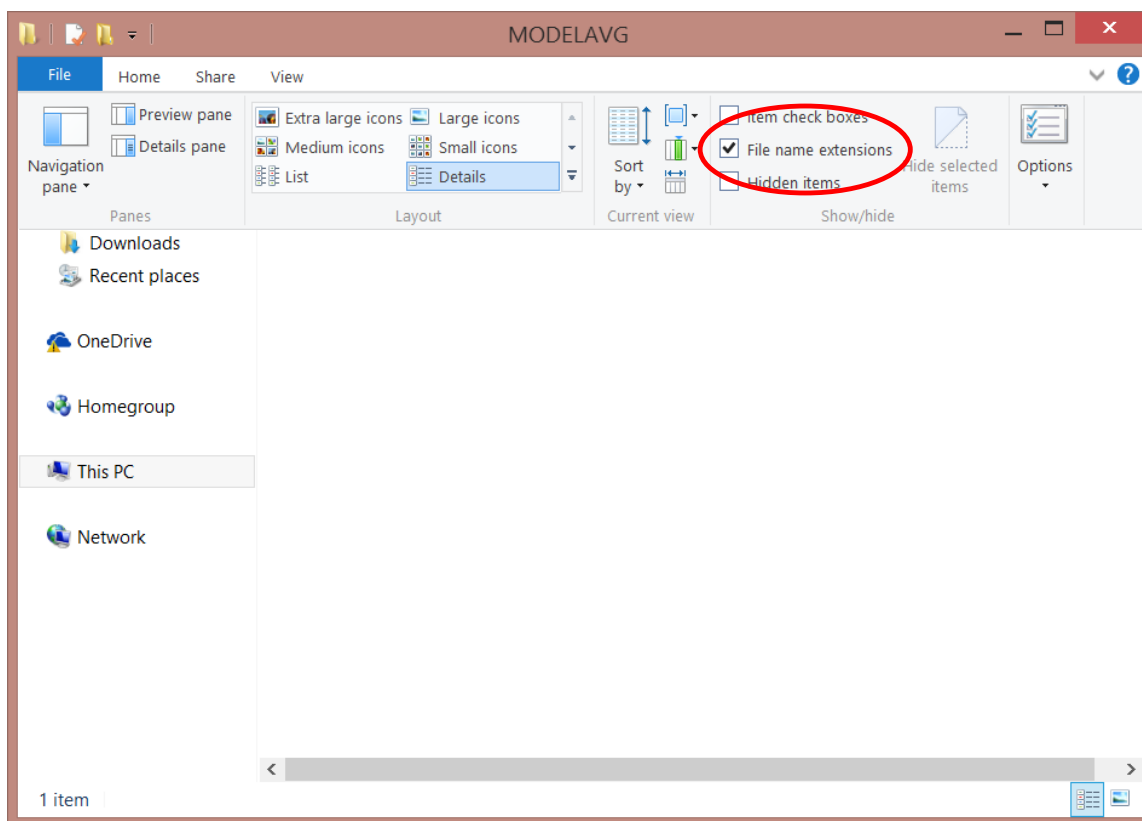 MODELAVG
File Home Share View
Navigation pane
Preview pane
Details pane
Panes
Extra large icons Large icons
Medium icons Small icons
List Details
Layout
Sort by
Current view
Item check boxes
File name extensions
Hidden items
Hide selected items
Show/hide
Options
Downloads
Recent places
OneDrive
Homegroup
This PC
Network
1 item